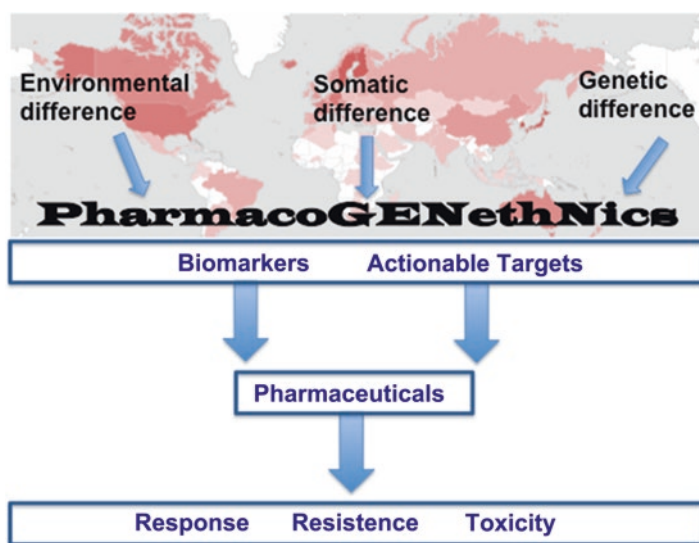 Environmental difference
Somatic difference
Genetic difference
PharmacoGENethNics
Biomarkers Actionable Targets
Pharmaceuticals
Response Resistence Toxicity